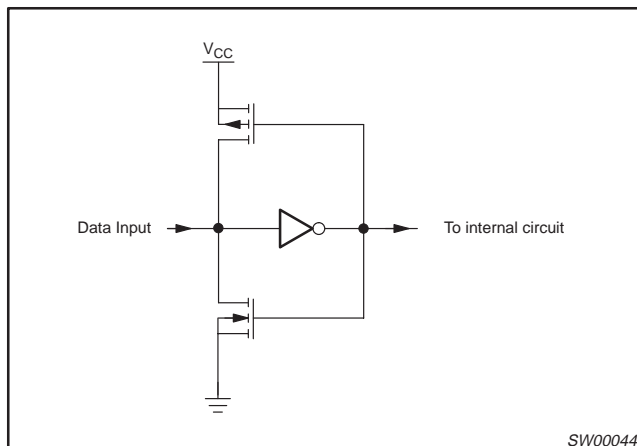 VCC
Data Input
To internal circuit
SW00044